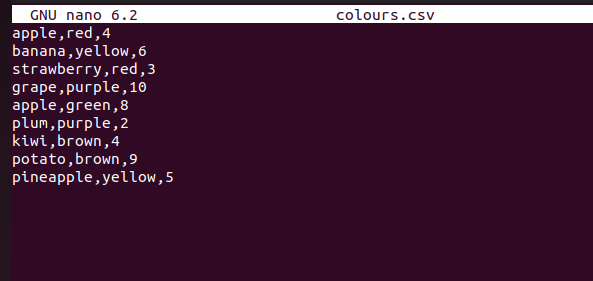 GNU nano 6.2 colours.csv
apple,red,4
banana,yellow,6
strawberry,red,3
grape,purple,10
apple,green,8
plum,purple,2
kiwi,brown,4
potato,brown,9
pineapple,yellow,5